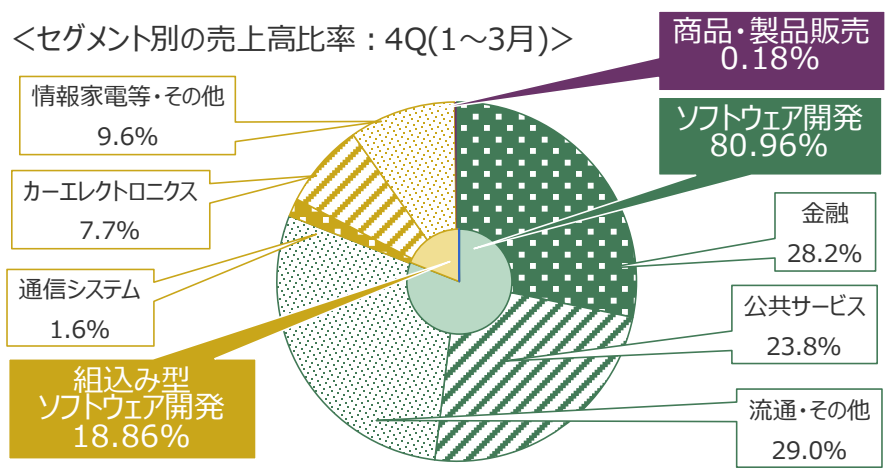 ＜セグメント別の売上高比率：4Q(1～3月)＞
商品・製品販売
0.18%
ソフトウェア開発
80.96%
金融
28.2%
公共サービス
23.8%
流通・その他
29.0%
情報家電等・その他
9.6%
カーエレクトロニクス
7.7%
通信システム
1.6%
組込み型
ソフトウェア開発
18.86%